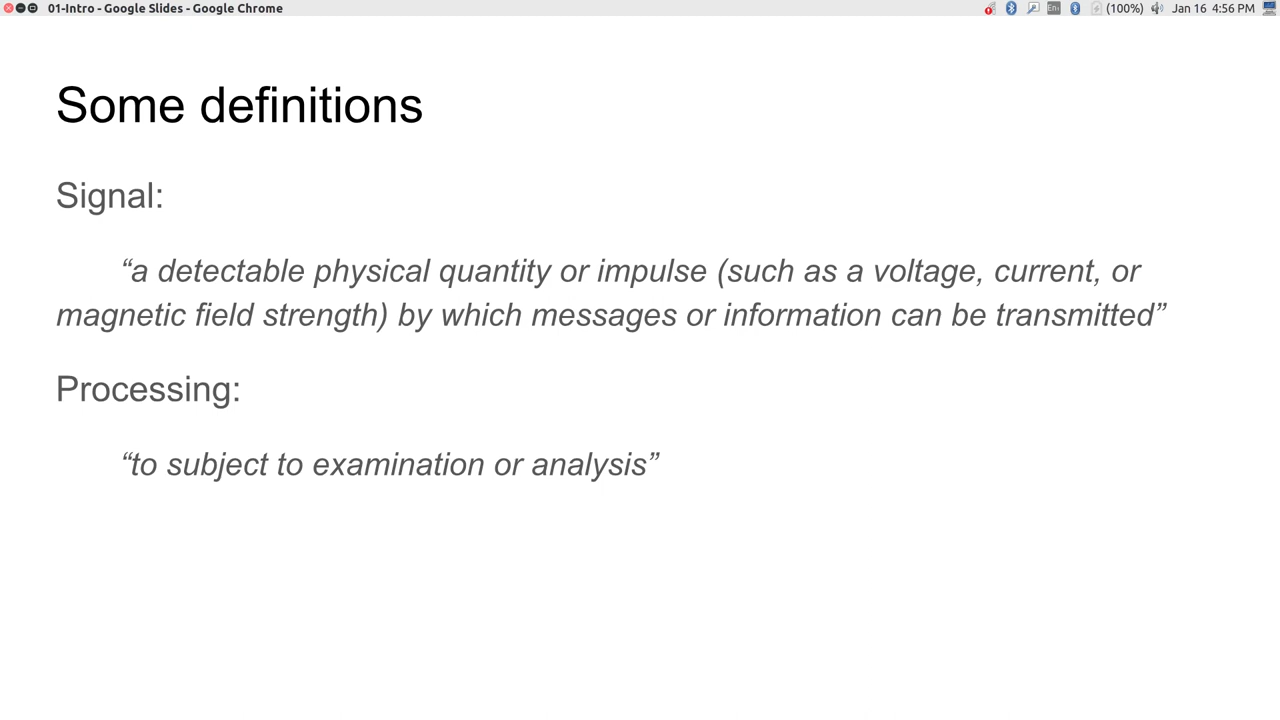 01-Intro - Google Slides - Google Chrome
En (100%) Jan 16 4:56 PM
Some definitions
Signal:
“a detectable physical quantity or impulse (such as a voltage, current, or
magnetic field strength) by which messages or information can be transmitted”
Processing:
“to subject to examination or analysis”